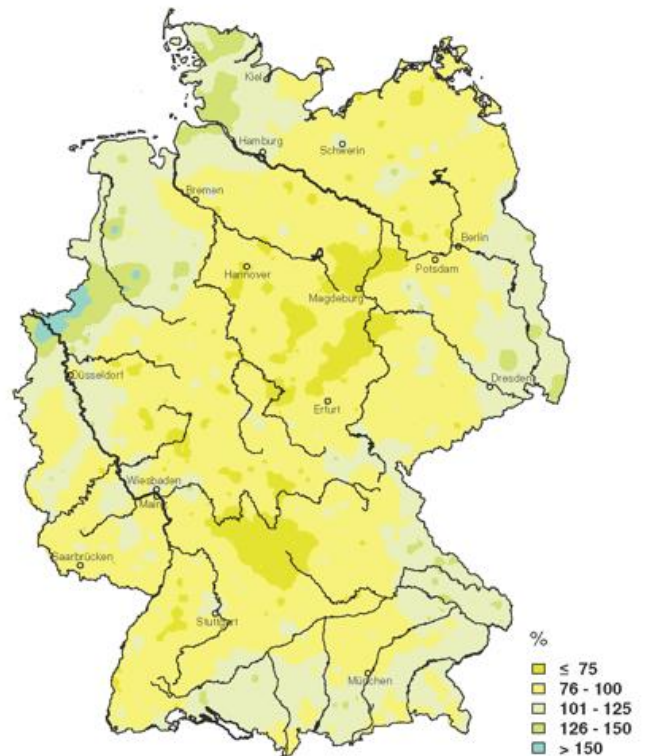 Kiel
Hamburg
Schwerin
Bremen
Berlin
Hannover
Potsdam
Magdeburg
Düsseldorf
Dresden
Erfurt
Wiesbaden
Mainz
Saarbrücken
Stuttgart
München
%
≤ 75
76 - 100
101 - 125
126 - 150
> 150